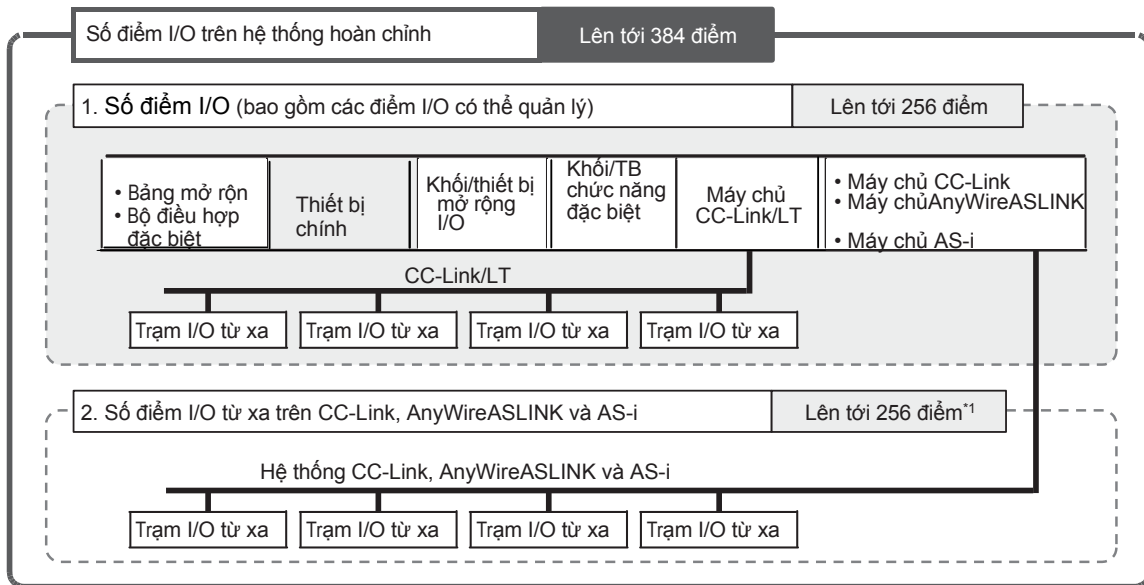 Số điểm I/O trên hệ thống hoàn chỉnh
Lên tới 384 điểm
1. Số điểm I/O (bao gồm các điểm I/O có thể quản lý)
Lên tới 256 điểm
• Bảng mở rộn
• Bộ điều hợp
đặc biệt
Thiết bị
chính
Khối/thiết bị
mở rộng
I/O
Khối/TB
chức năng
đặc biệt
Máy chủ
CC-Link/LT
• Máy chủ CC-Link
• Máy chủAnyWireASLINK
• Máy chủ AS-i
CC-Link/LT
Trạm I/O từ xa
Trạm I/O từ xa
Trạm I/O từ xa
Trạm I/O từ xa
2. Số điểm I/O từ xa trên CC-Link, AnyWireASLINK và AS-i
Lên tới 256 điểm*1
Hệ thống CC-Link, AnyWireASLINK và AS-i
Trạm I/O từ xa
Trạm I/O từ xa
Trạm I/O từ xa
Trạm I/O từ xa